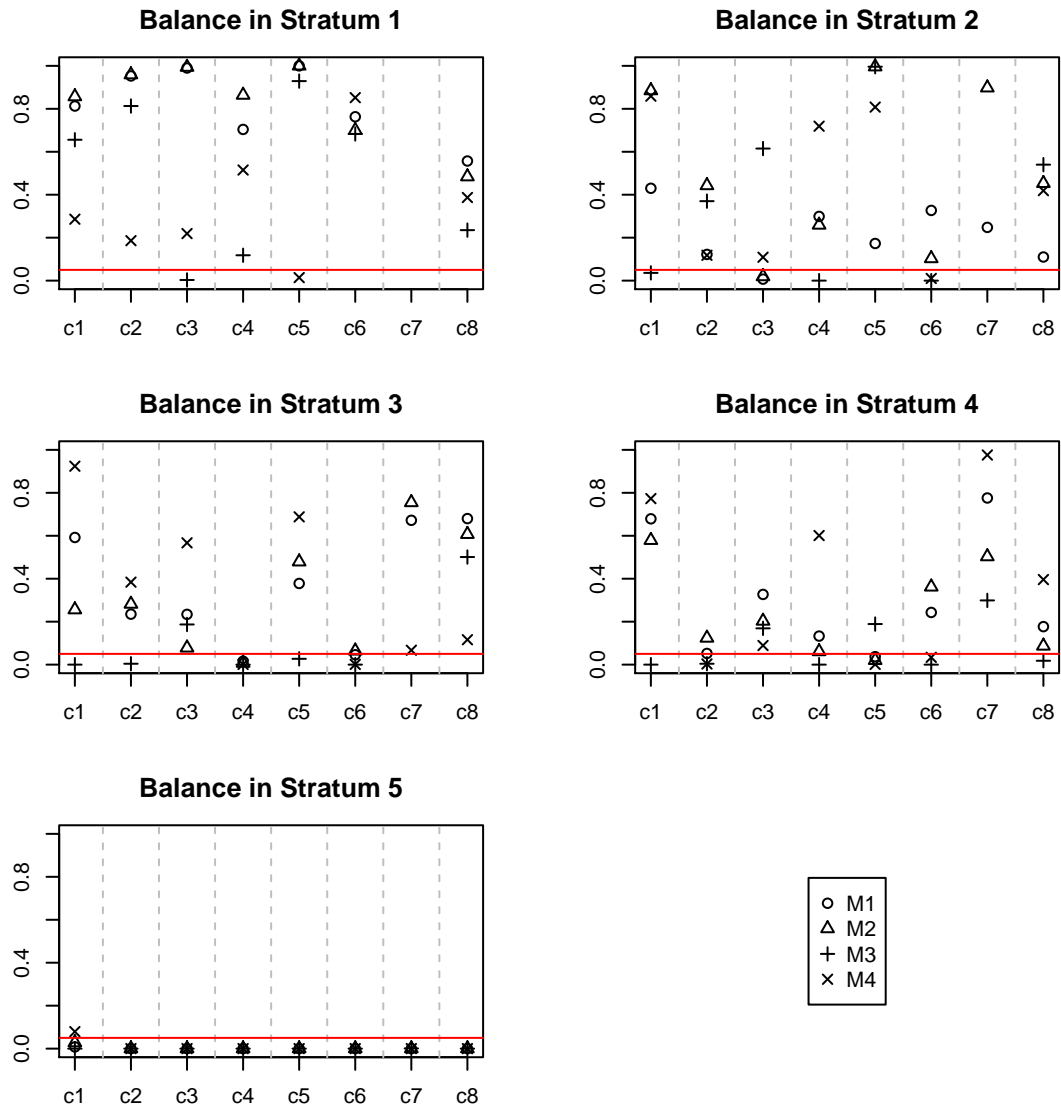 Balance in Stratum 1
0.8
0.4
0.0
c1 c2 c3 c4 c5 c6 c7 c8
Balance in Stratum 2
0.8
0.4
0.0
c1 c2 c3 c4 c5 c6 c7 c8
Balance in Stratum 3
0.8
0.4
0.0
c1 c2 c3 c4 c5 c6 c7 c8
Balance in Stratum 4
0.8
0.4
0.0
c1 c2 c3 c4 c5 c6 c7 c8
Balance in Stratum 5
0.8
0.4
0.0
c1 c2 c3 c4 c5 c6 c7 c8
M1
M2
M3
M4